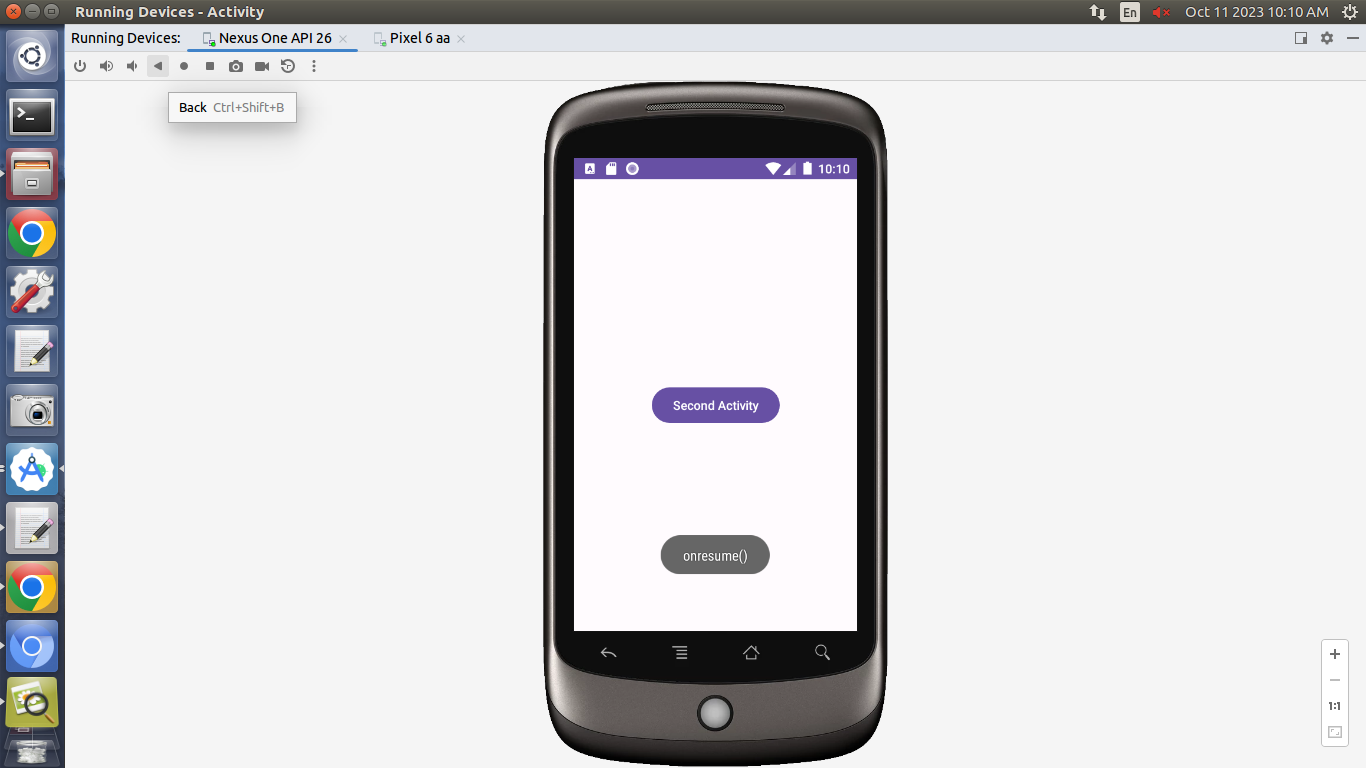 Running Devices - Activity
En
Oct 11 2023 10:10 AM
Running Devices:
Nexus One API 26
Pixel 6 aa
Back Ctrl+Shift+B
A
10:10
Second Activity
onresume()
1:1